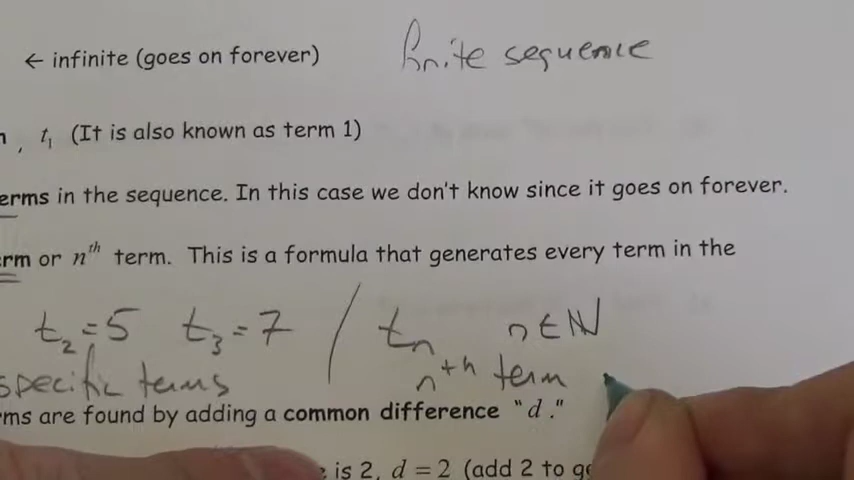 ← infinite (goes on forever) finite sequence
, t₁ (It is also known as term 1)
erms in the sequence. In this case we don't know since it goes on forever.
rm or nᵗʰ term. This is a formula that generates every term in the
t₂ = 5 t₃ = 7 / tₙ n ∈ ℕ
specific terms nᵗʰ term
ms are found by adding a common difference "d."
is 2, d = 2 (add 2 to ge